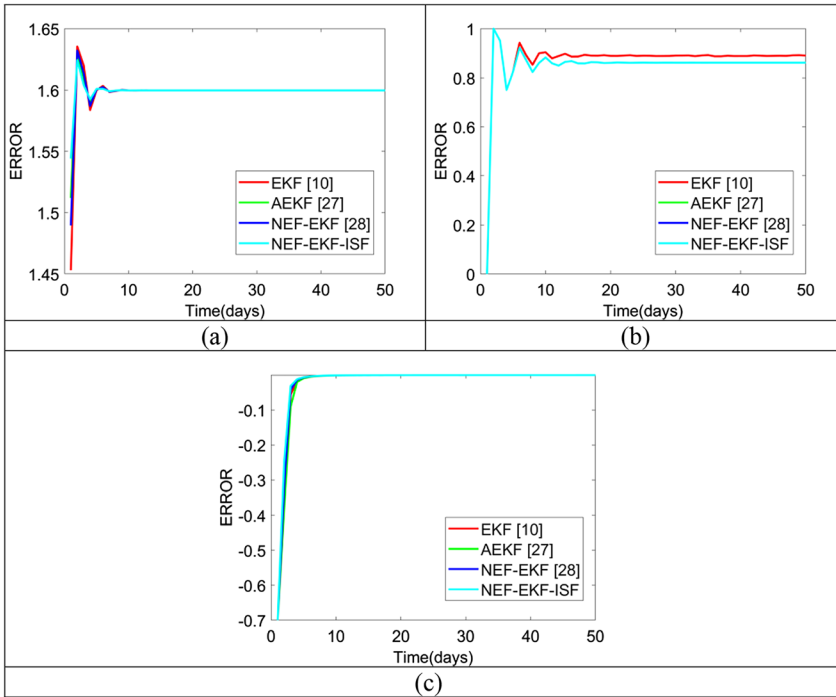 1.65
1.6
1.55
1.5
1.45
ERROR
0 10 20 30 40 50
Time(days)
EKF [10]
AEKF [27]
NEF-EKF [28]
NEF-EKF-ISF
(a)
1
0.8
0.6
0.4
0.2
0
ERROR
0 10 20 30 40 50
Time(days)
EKF [10]
AEKF [27]
NEF-EKF [28]
NEF-EKF-ISF
(b)
-0.1
-0.2
-0.3
-0.4
-0.5
-0.6
-0.7
ERROR
0 10 20 30 40 50
Time(days)
EKF [10]
AEKF [27]
NEF-EKF [28]
NEF-EKF-ISF
(c)